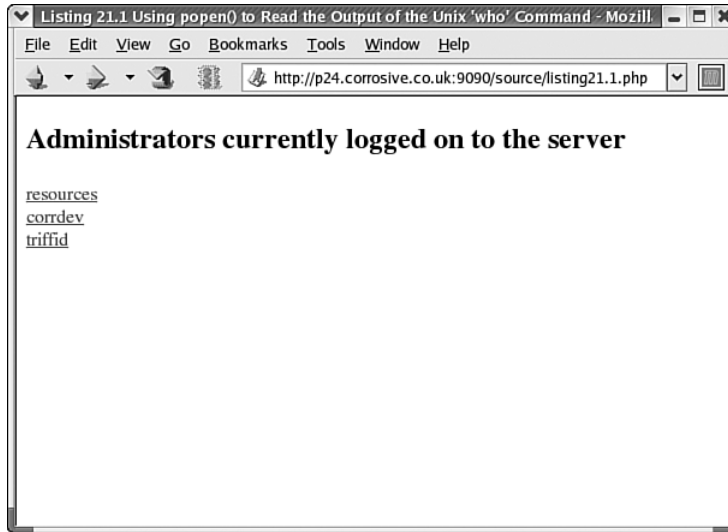 Listing 21.1 Using popen() to Read the Output of the Unix 'who' Command - Mozill
File Edit View Go Bookmarks Tools Window Help
http://p24.corrosive.co.uk:9090/source/listing21.1.php
Administrators currently logged on to the server
resources
corrdev
triffid